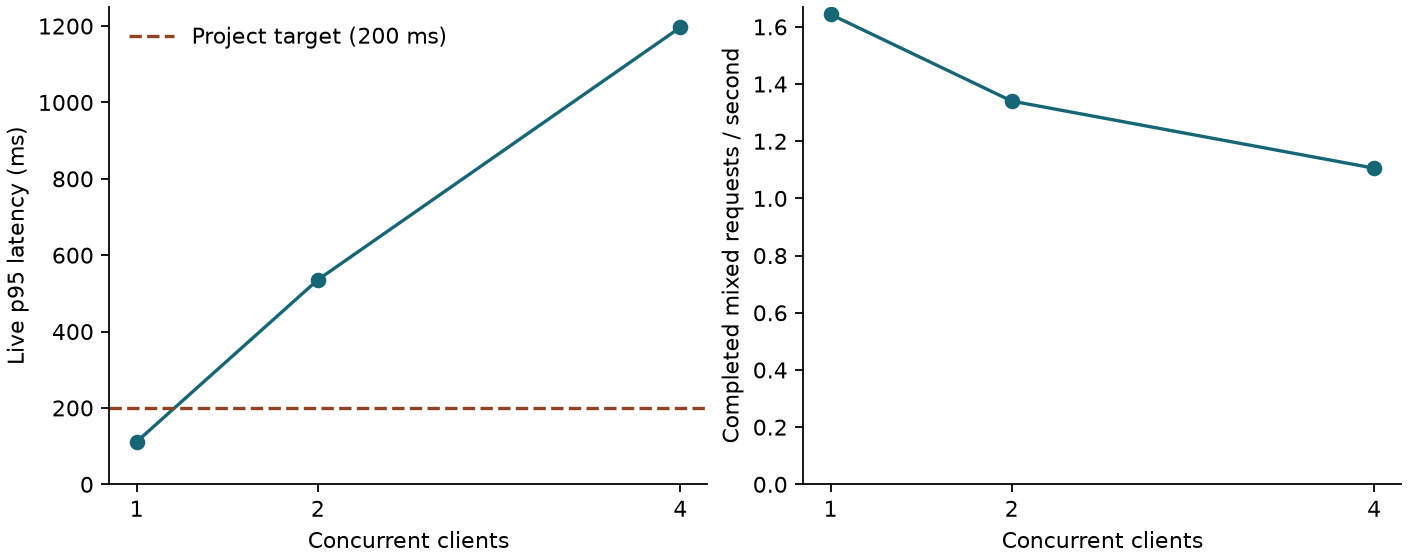 1200
1000
800
600
400
200
0
Live p95 latency (ms)
Project target (200 ms)
1 2 4
Concurrent clients
1.6
1.4
1.2
1.0
0.8
0.6
0.4
0.2
0.0
Completed mixed requests / second
1 2 4
Concurrent clients